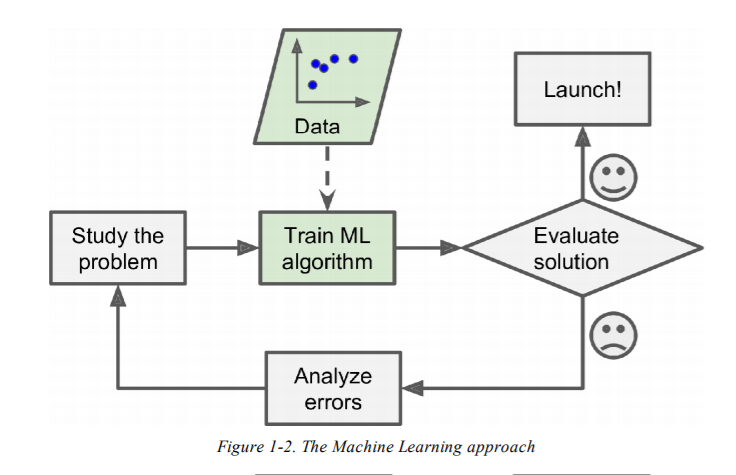 Data
Launch!
Study the
problem
Train ML
algorithm
Evaluate
solution
Analyze
errors
Figure 1-2. The Machine Learning approach